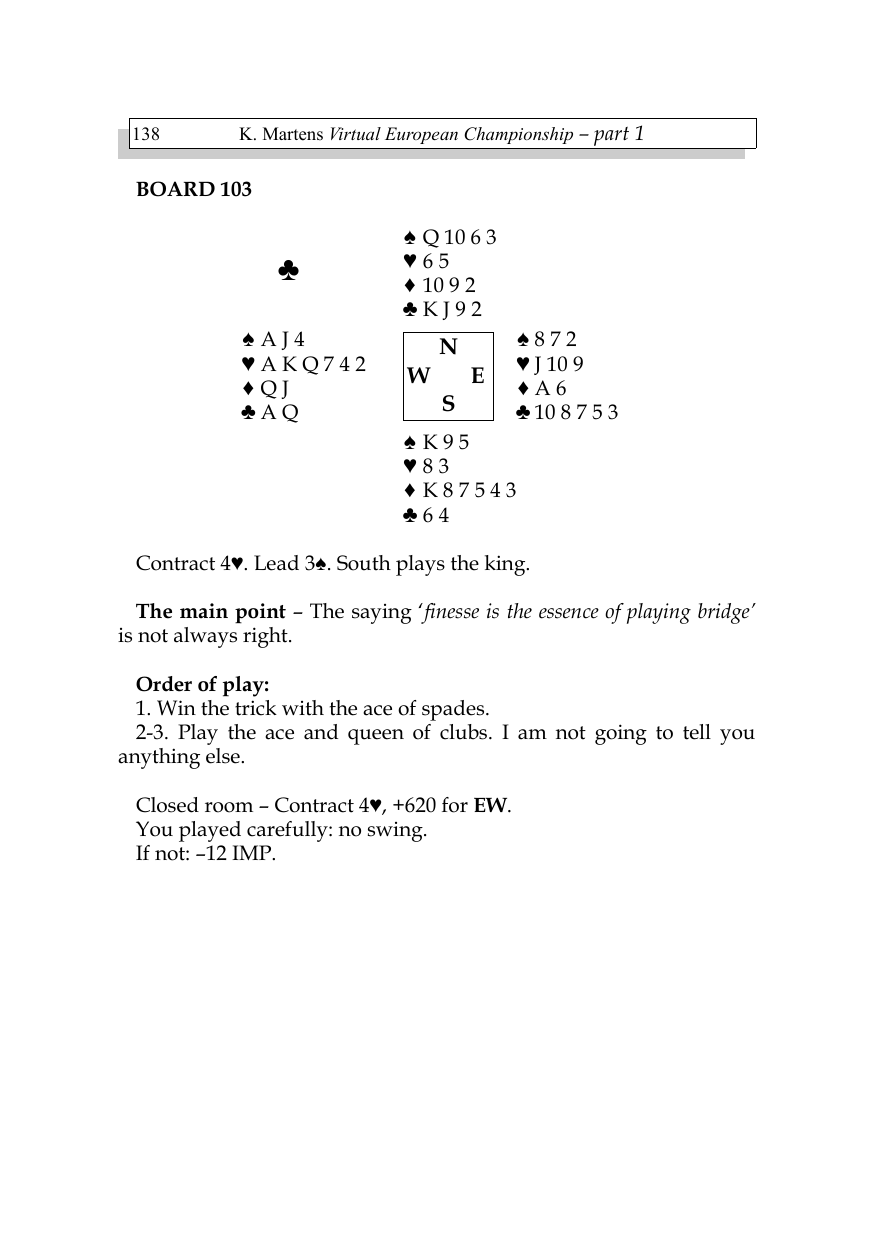 138 K. Martens Virtual European Championship – part 1
BOARD 103
♠ Q 10 6 3
♥ 6 5
♦ 10 9 2
♣ K J 9 2
♣
♠ A J 4
♥ A K Q 7 4 2
♦ Q J
♣ A Q
N
W E
S
♠ 8 7 2
♥ J 10 9
♦ A 6
♣ 10 8 7 5 3
♠ K 9 5
♥ 8 3
♦ K 8 7 5 4 3
♣ 6 4
Contract 4♥. Lead 3♠. South plays the king.
The main point – The saying ‘finesse is the essence of playing bridge’
is not always right.
Order of play:
1. Win the trick with the ace of spades.
2-3. Play the ace and queen of clubs. I am not going to tell you
anything else.
Closed room – Contract 4♥, +620 for EW.
You played carefully: no swing.
If not: –12 IMP.